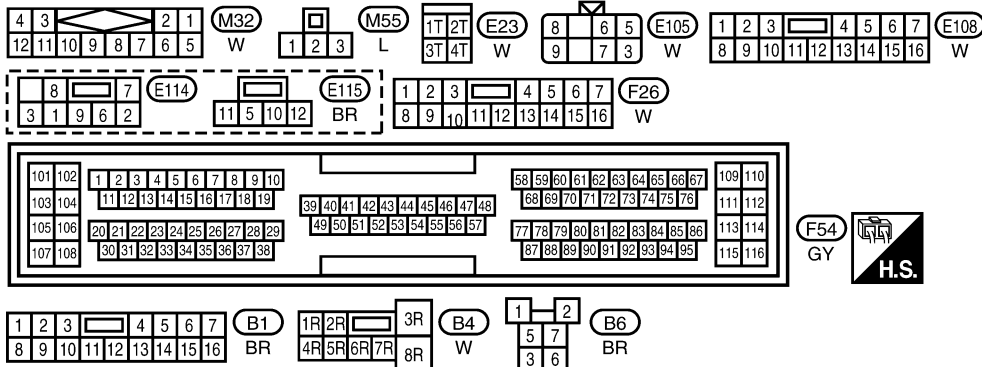 4 3 2 1 M32
12 11 10 9 8 7 6 5 W
M55
1 2 3 L
1T 2T E23
3T 4T W
8 6 5 E105
9 7 3 W
1 2 3 4 5 6 7 E108
8 9 10 11 12 13 14 15 16 W
8 7 E114
3 1 9 6 2
E115
11 5 10 12 BR
1 2 3 4 5 6 7 F26
8 9 10 11 12 13 14 15 16 W
101 102
103 104
105 106
107 108
1 2 3 4 5 6 7 8 9 10
11 12 13 14 15 16 17 18 19
20 21 22 23 24 25 26 27 28 29
30 31 32 33 34 35 36 37 38
39 40 41 42 43 44 45 46 47 48
49 50 51 52 53 54 55 56 57
58 59 60 61 62 63 64 65 66 67
68 69 70 71 72 73 74 75 76
77 78 79 80 81 82 83 84 85 86
87 88 89 90 91 92 93 94 95
109 110
111 112
113 114
115 116
F54
GY
H.S.
1 2 3 4 5 6 7 B1
8 9 10 11 12 13 14 15 16 BR
1R 2R 3R B4
4R 5R 6R 7R 8R W
1 2 B6
5 7 BR
3 6